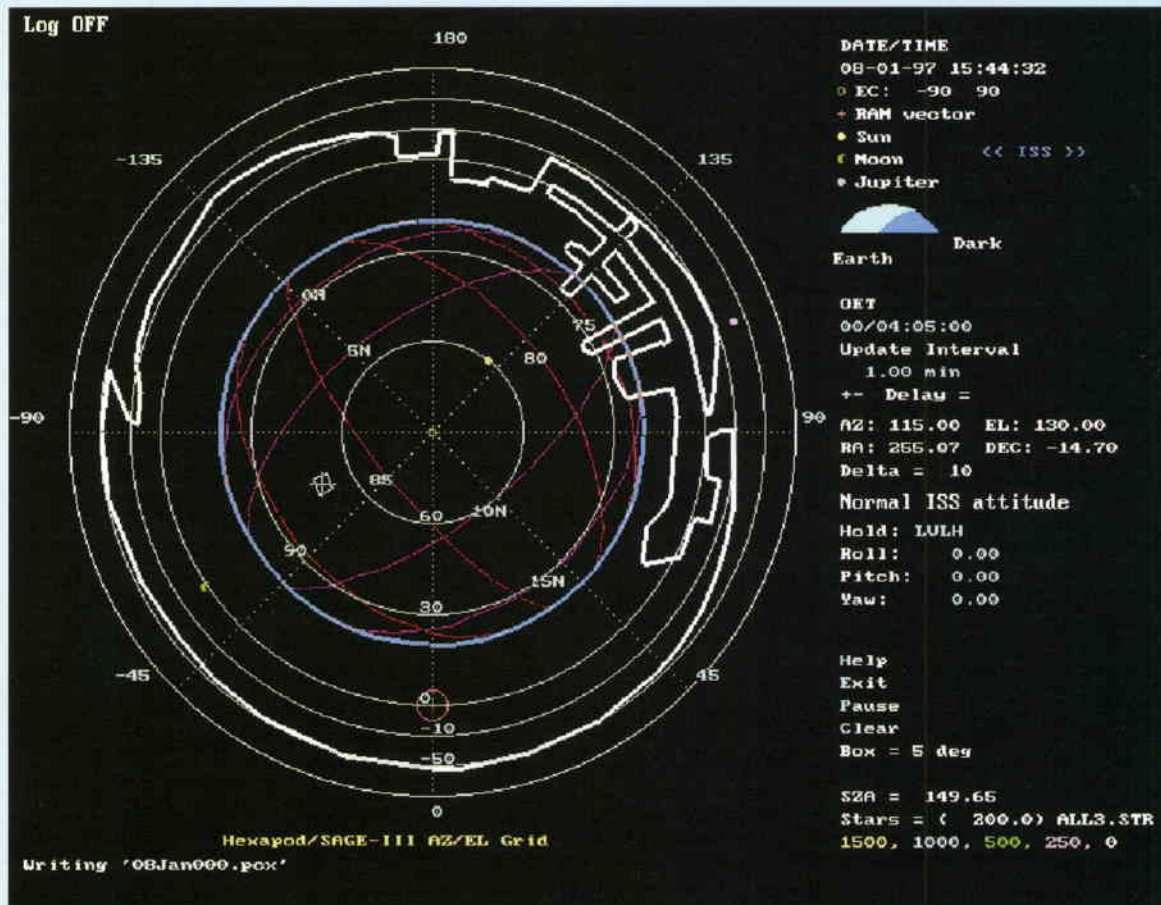 Log OFF
180
-135
135
-90
90
-45
45
0
0N
5N
75
80
85
60
10N
90
15N
30
0
-10
-50
Hexapod/SAGE-III AZ/EL Grid
Writing '08Jan000.pcx'
DATE/TIME
08-01-97 15:44:32
EC: -90 90
+ RAM vector
Sun
<< ISS >>
Moon
Jupiter
Dark
Earth
OET
00/04:05:00
Update Interval
1.00 min
+- Delay =
AZ: 115.00 EL: 130.00
RA: 255.07 DEC: -14.70
Delta = 10
Normal ISS attitude
Hold: LVLH
Roll: 0.00
Pitch: 0.00
Yaw: 0.00
Help
Exit
Pause
Clear
Box = 5 deg
SZA = 149.65
Stars = ( 200.0) ALL3.STR
1500, 1000, 500, 250, 0